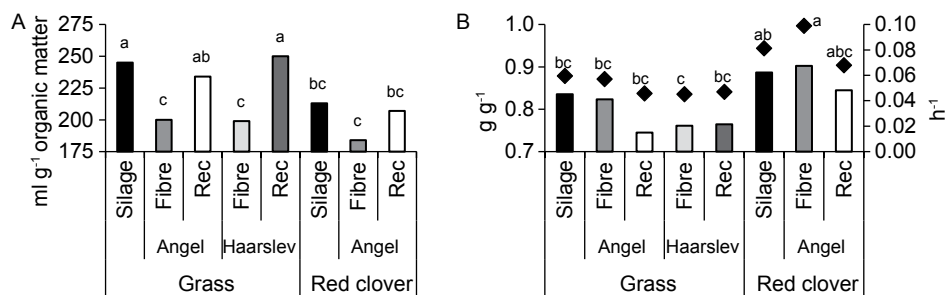 A
ml g⁻¹ organic matter
275
250
225
200
175
a
c
ab
c
a
bc
c
bc
Silage
Fibre
Rec
Fibre
Rec
Silage
Fibre
Rec
Angel
Haarslev
Angel
Grass
Red clover
B
g g⁻¹
1.0
0.9
0.8
0.7
bc
bc
bc
c
bc
ab
a
abc
0.10
0.08
0.06
0.04
0.02
0.00
h⁻¹
Silage
Fibre
Rec
Fibre
Rec
Silage
Fibre
Rec
Angel
Haarslev
Angel
Grass
Red clover